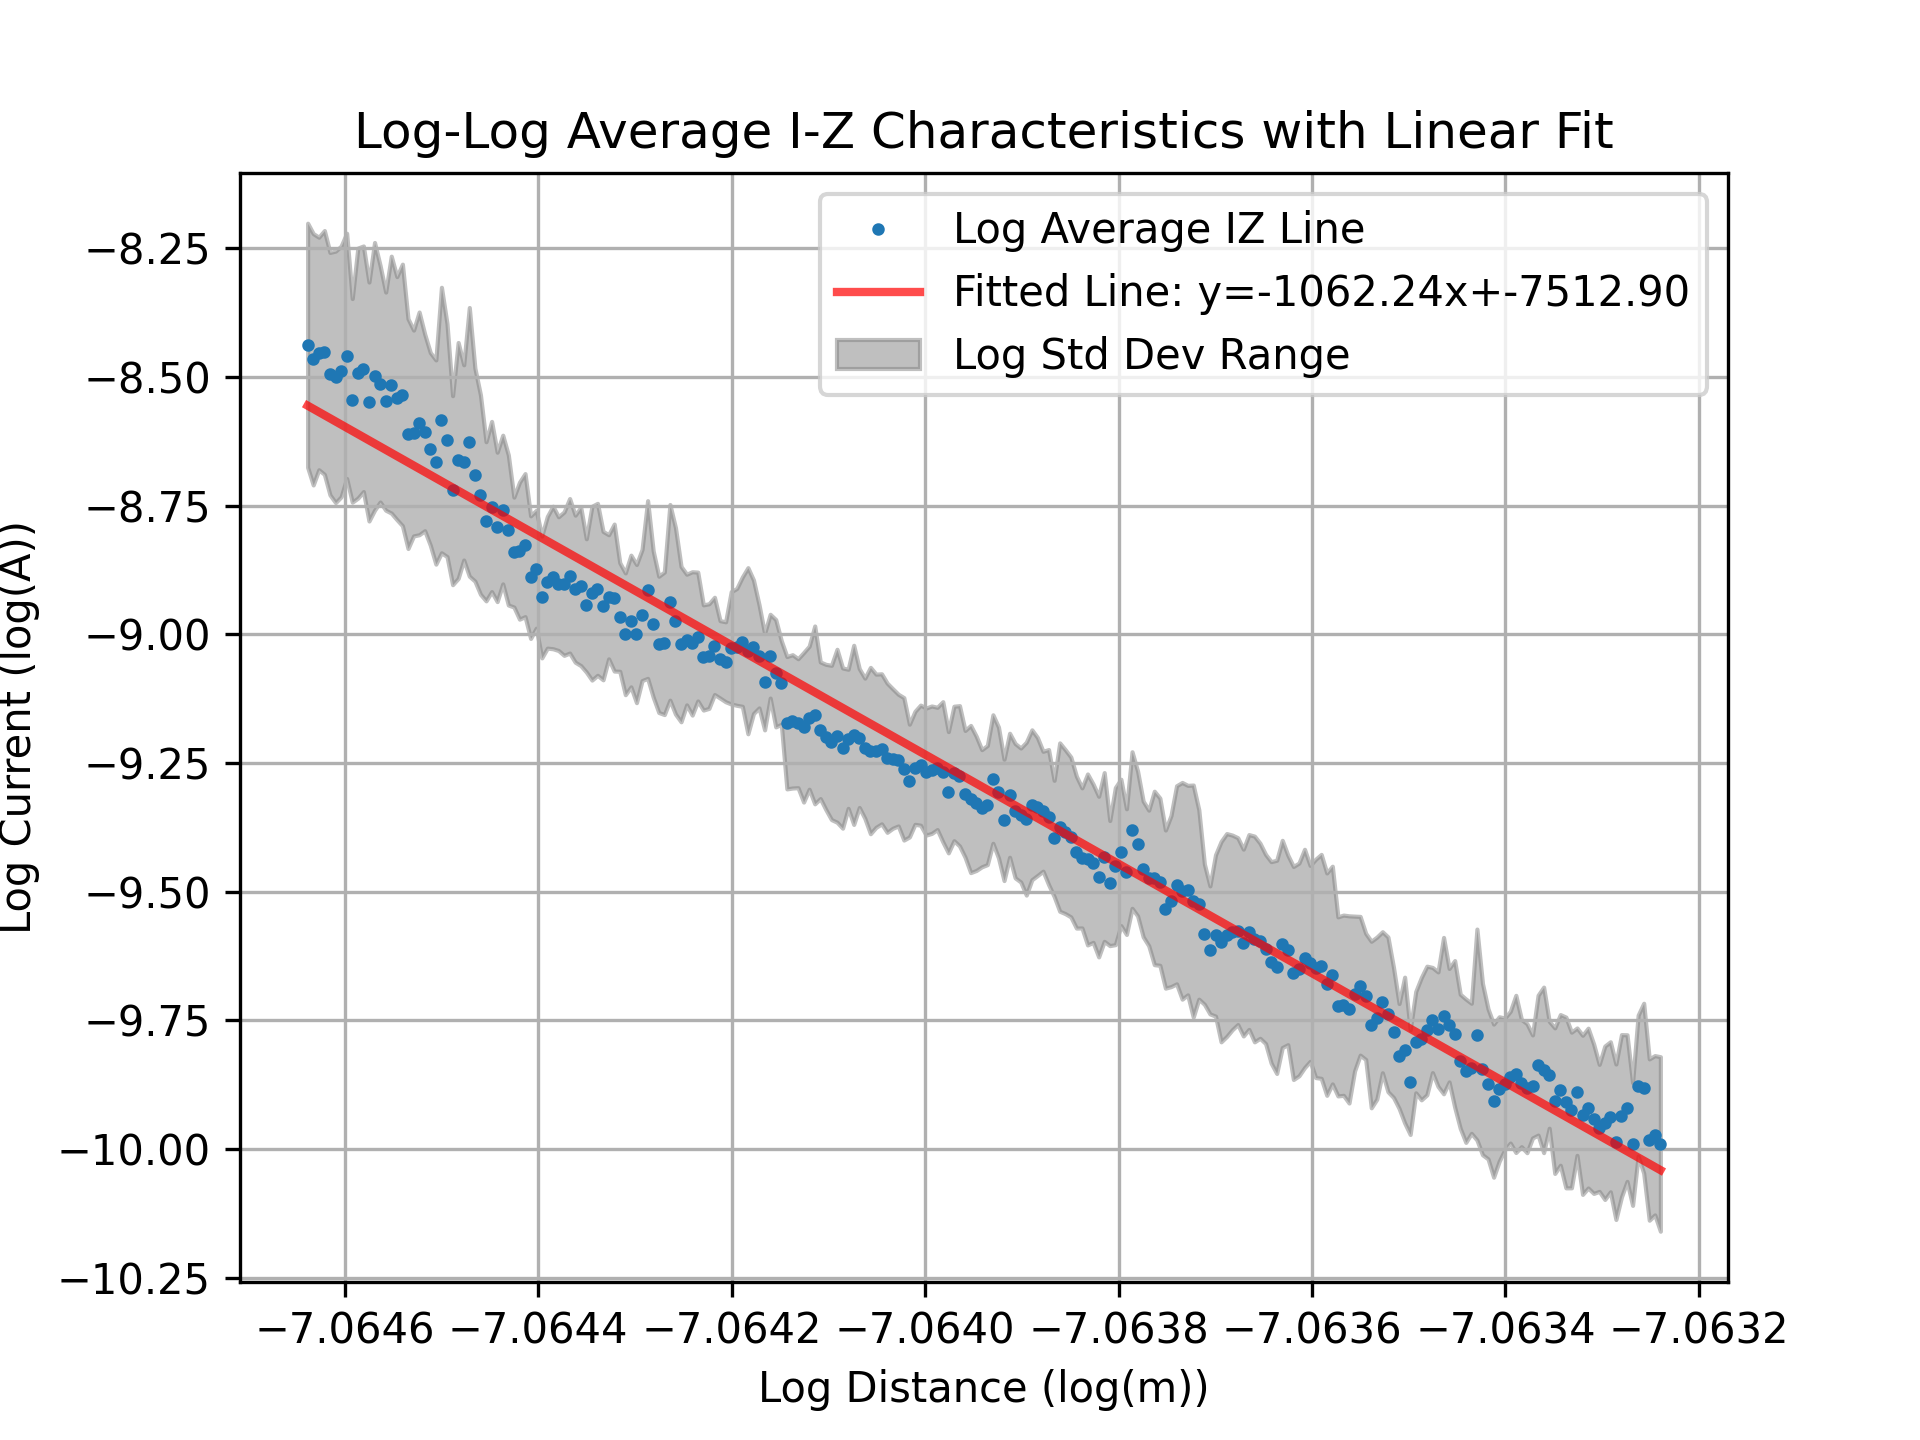 Log-Log Average I-Z Characteristics with Linear Fit
Log Average IZ Line
Fitted Line: y=-1062.24x+-7512.90
Log Std Dev Range
−8.25
−8.50
−8.75
−9.00
−9.25
−9.50
−9.75
−10.00
−10.25
Log Current (log(A))
−7.0646
−7.0644
−7.0642
−7.0640
−7.0638
−7.0636
−7.0634
−7.0632
Log Distance (log(m))